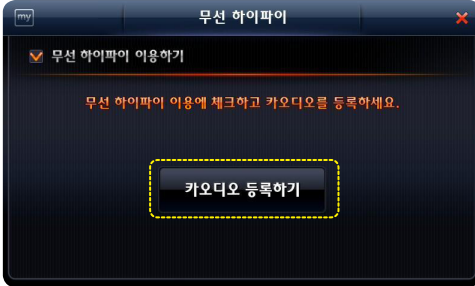 my
무선 하이파이
무선 하이파이 이용하기
무선 하이파이 이용에 체크하고 카오디오를 등록하세요.
카오디오 등록하기